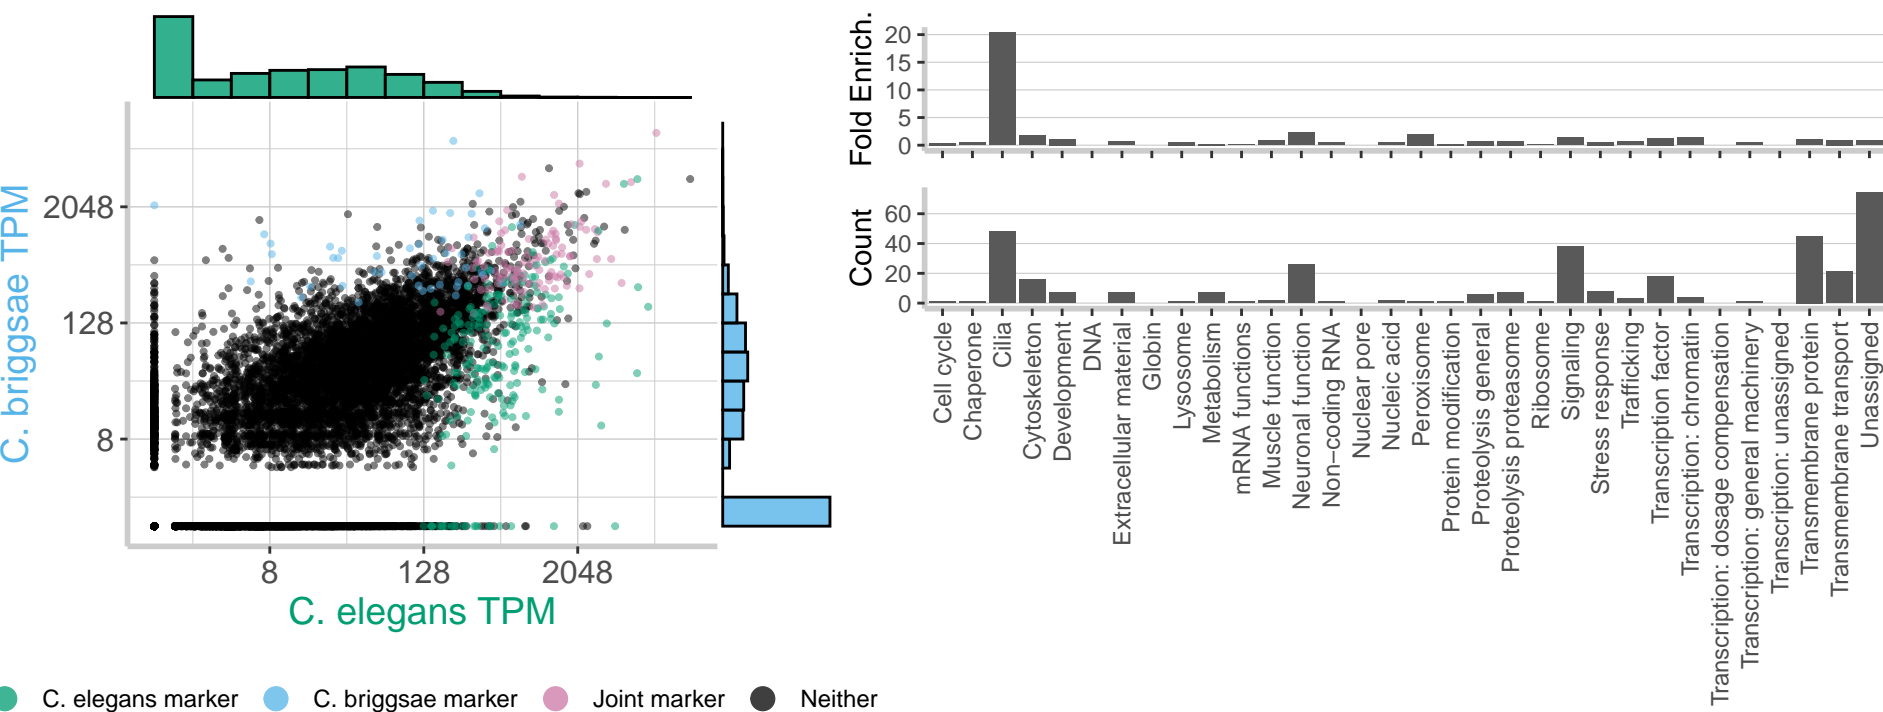 C. briggsae TPM
2048
128
8
8
128
2048
C. elegans TPM
C. elegans marker
C. briggsae marker
Joint marker
Neither
Fold Enrich.
20
15
10
5
0
Count
60
40
20
0
Cell cycle
Chaperone
Cilia
Cytoskeleton
Development
DNA
Extracellular material
Globin
Lysosome
Metabolism
mRNA functions
Muscle function
Neuronal function
Non−coding RNA
Nuclear pore
Nucleic acid
Peroxisome
Protein modification
Proteolysis general
Proteolysis proteasome
Ribosome
Signaling
Stress response
Trafficking
Transcription factor
Transcription: chromatin
Transcription: dosage compensation
Transcription: general machinery
Transcription: unassigned
Transmembrane protein
Transmembrane transport
Unassigned